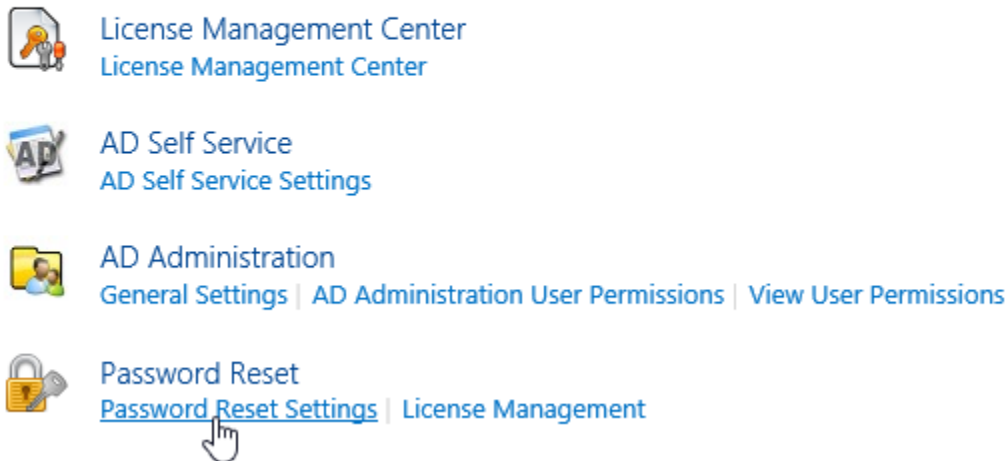 License Management Center
License Management Center
AD
AD Self Service
AD Self Service Settings
AD Administration
General Settings | AD Administration User Permissions | View User Permissions
Password Reset
Password Reset Settings | License Management